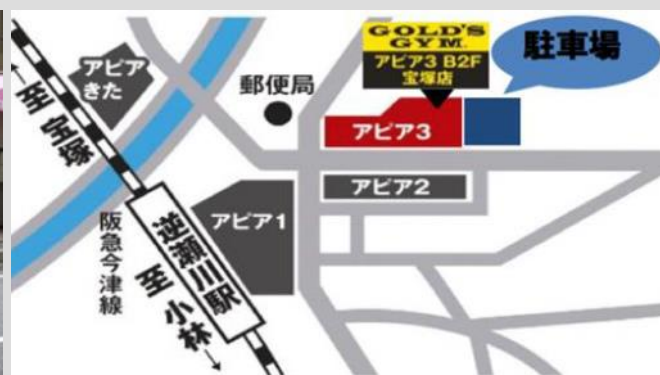 GOLD'S
GYM
アピア3 B2F
宝塚店
駐車場
アピア
きた
郵便局
←至 宝塚
アピア3
アピア2
アピア1
阪急今津線
逆瀬川駅
至 小林→